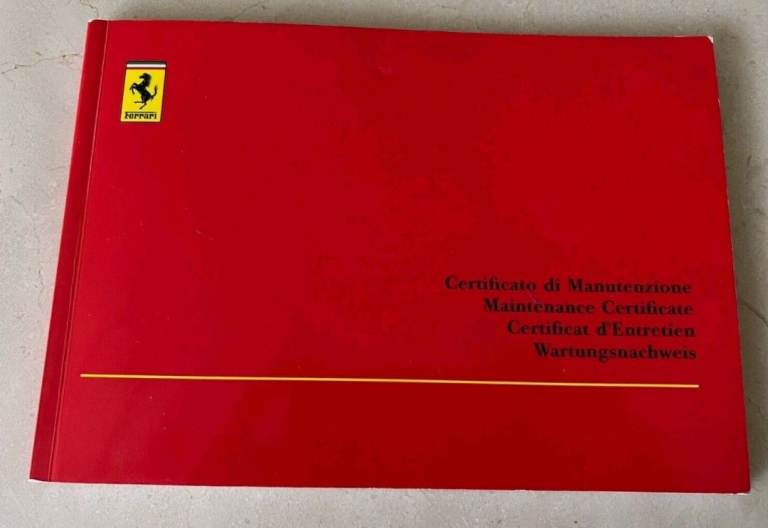 Ferrari
Certificato di Manutenzione
Maintenance Certificate
Certificat d'Entretien
Wartungsnachweis